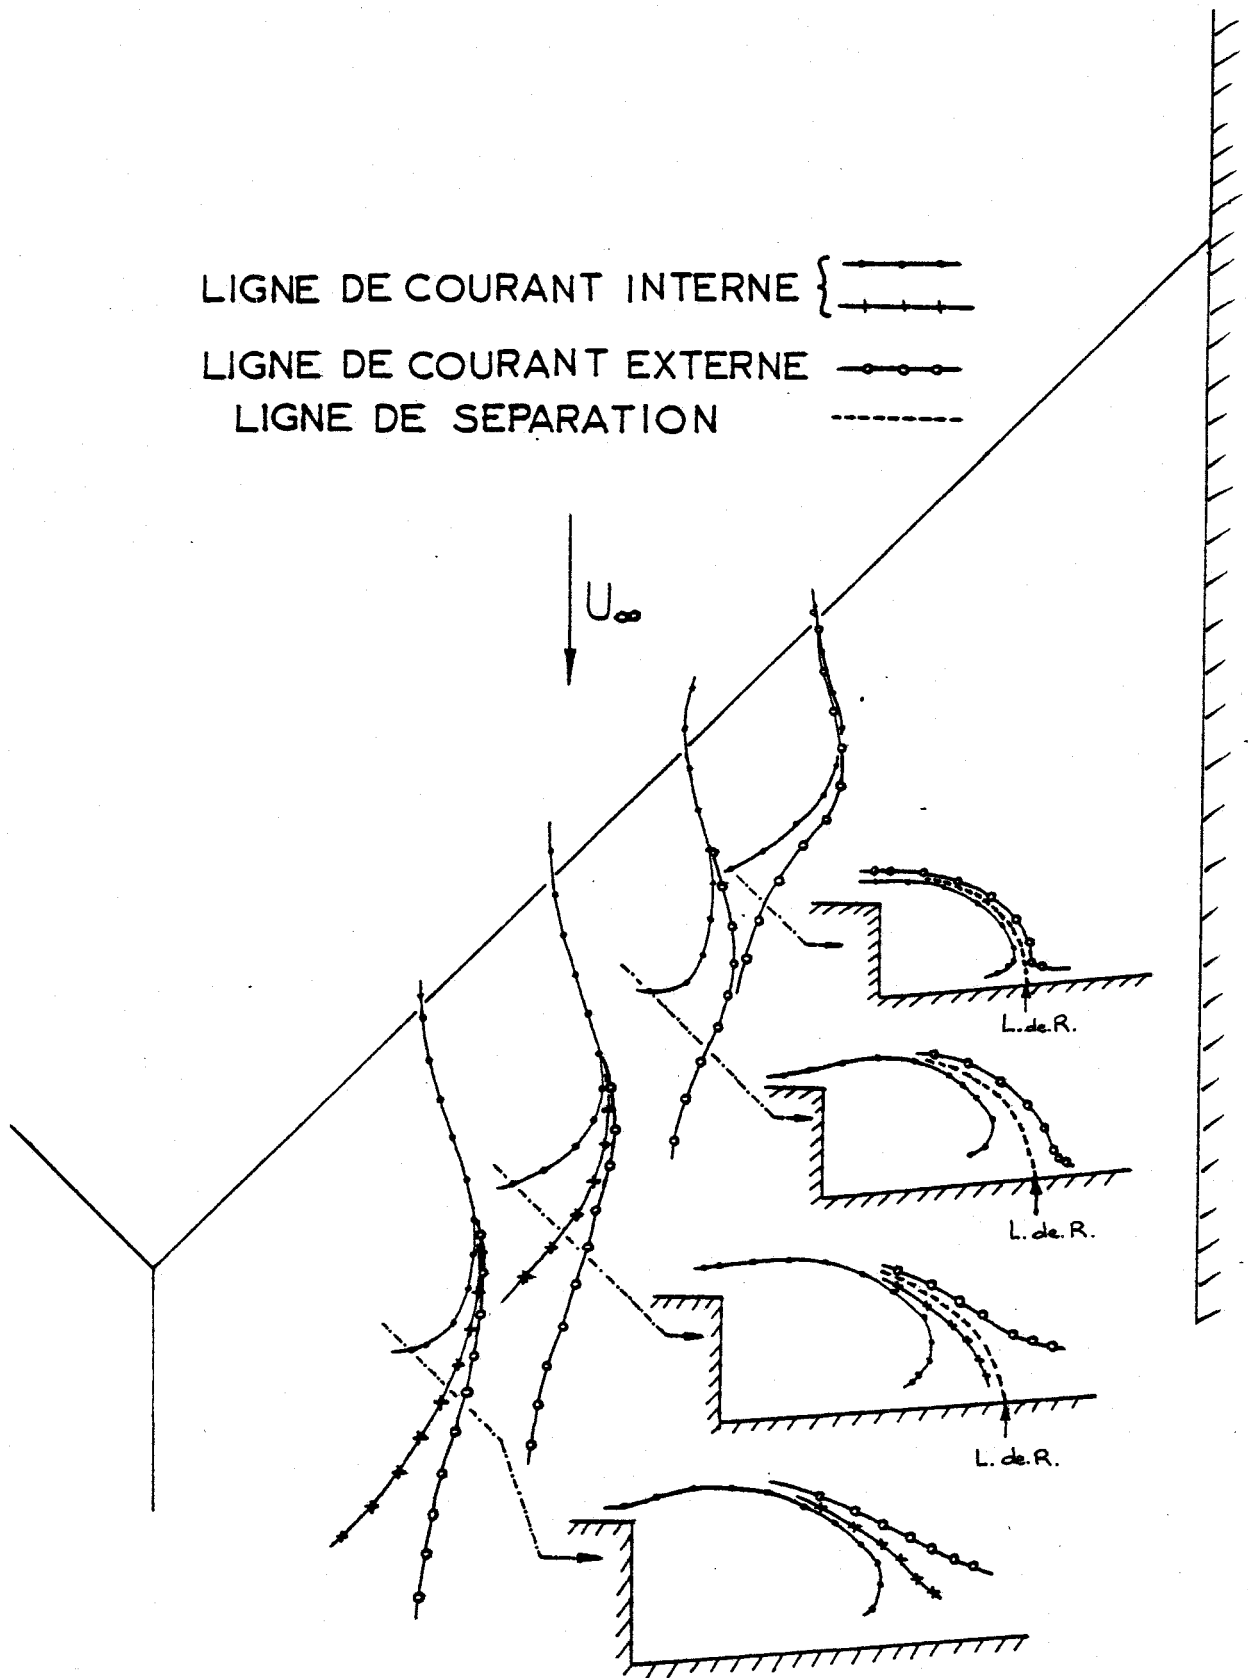 LIGNE DE COURANT INTERNE
LIGNE DE COURANT EXTERNE
LIGNE DE SEPARATION
U∞
L.de.R.
L.de.R.
L.de.R.